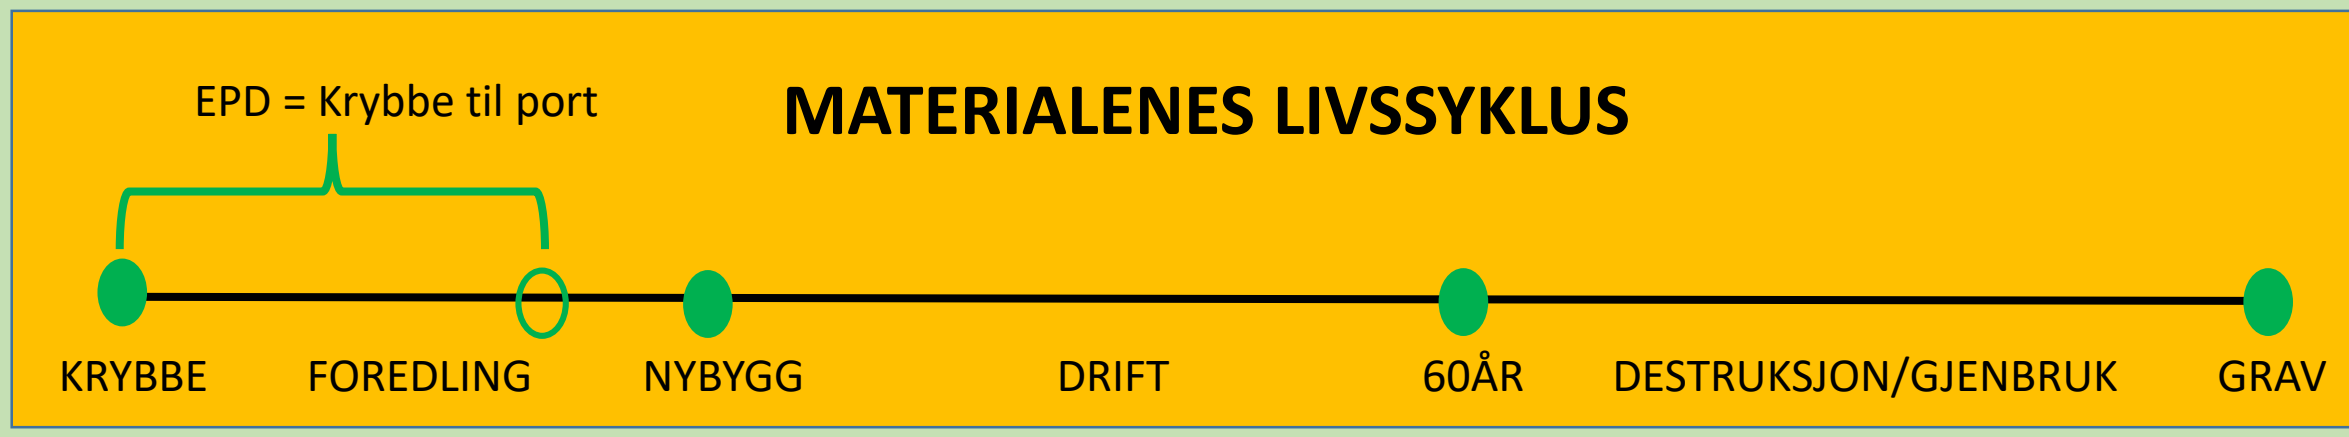 EPD = Krybbe til port
MATERIALENES LIVSSYKLUS
KRYBBE FOREDLING NYBYGG DRIFT 60ÅR DESTRUKSJON/GJENBRUK GRAV